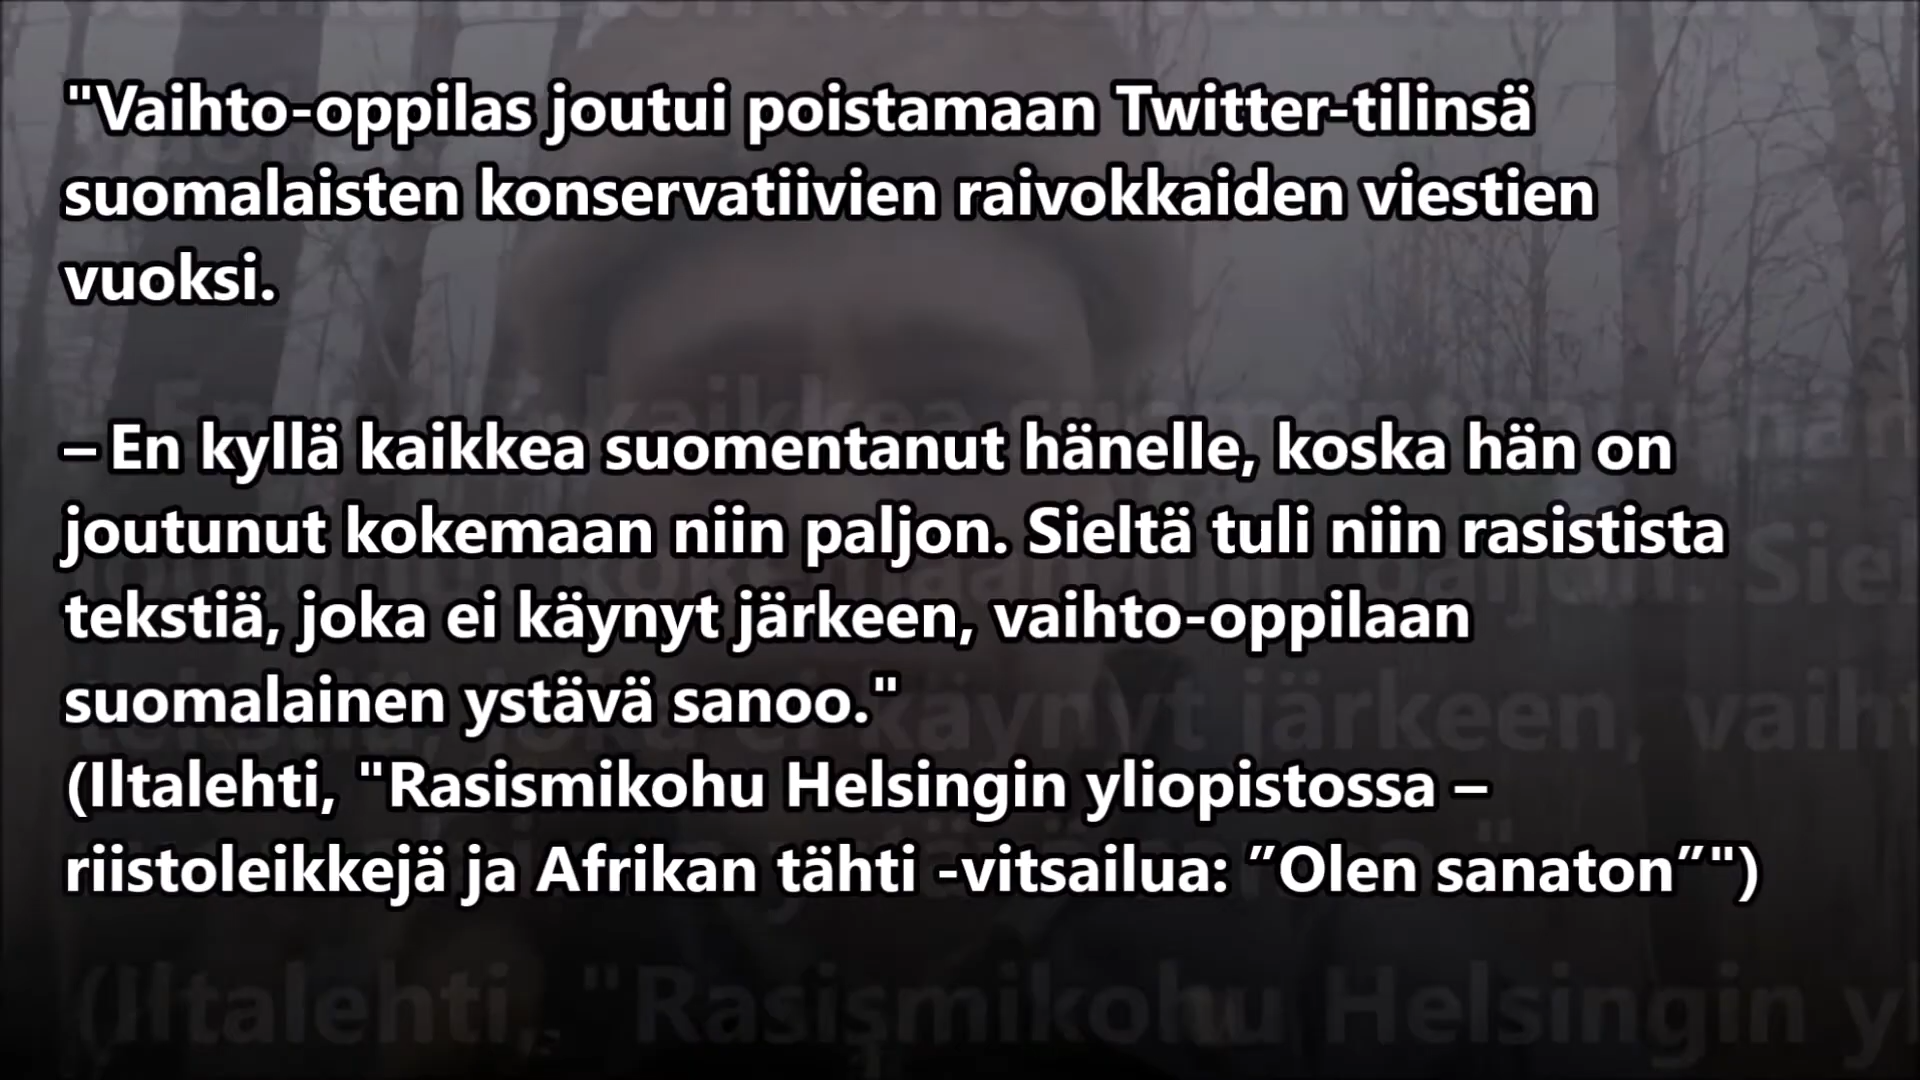 "Vaihto-oppilas joutui poistamaan Twitter-tilinsä
suomalaisten konservatiivien raivokkaiden viestien
vuoksi.
– En kyllä kaikkea suomentanut hänelle, koska hän on
joutunut kokemaan niin paljon. Sieltä tuli niin rasistista
tekstiä, joka ei käynyt järkeen, vaihto-oppilaan
suomalainen ystävä sanoo."
(Iltalehti, "Rasismikohu Helsingin yliopistossa –
riistoleikkejä ja Afrikan tähti -vitsailua: ”Olen sanaton”")